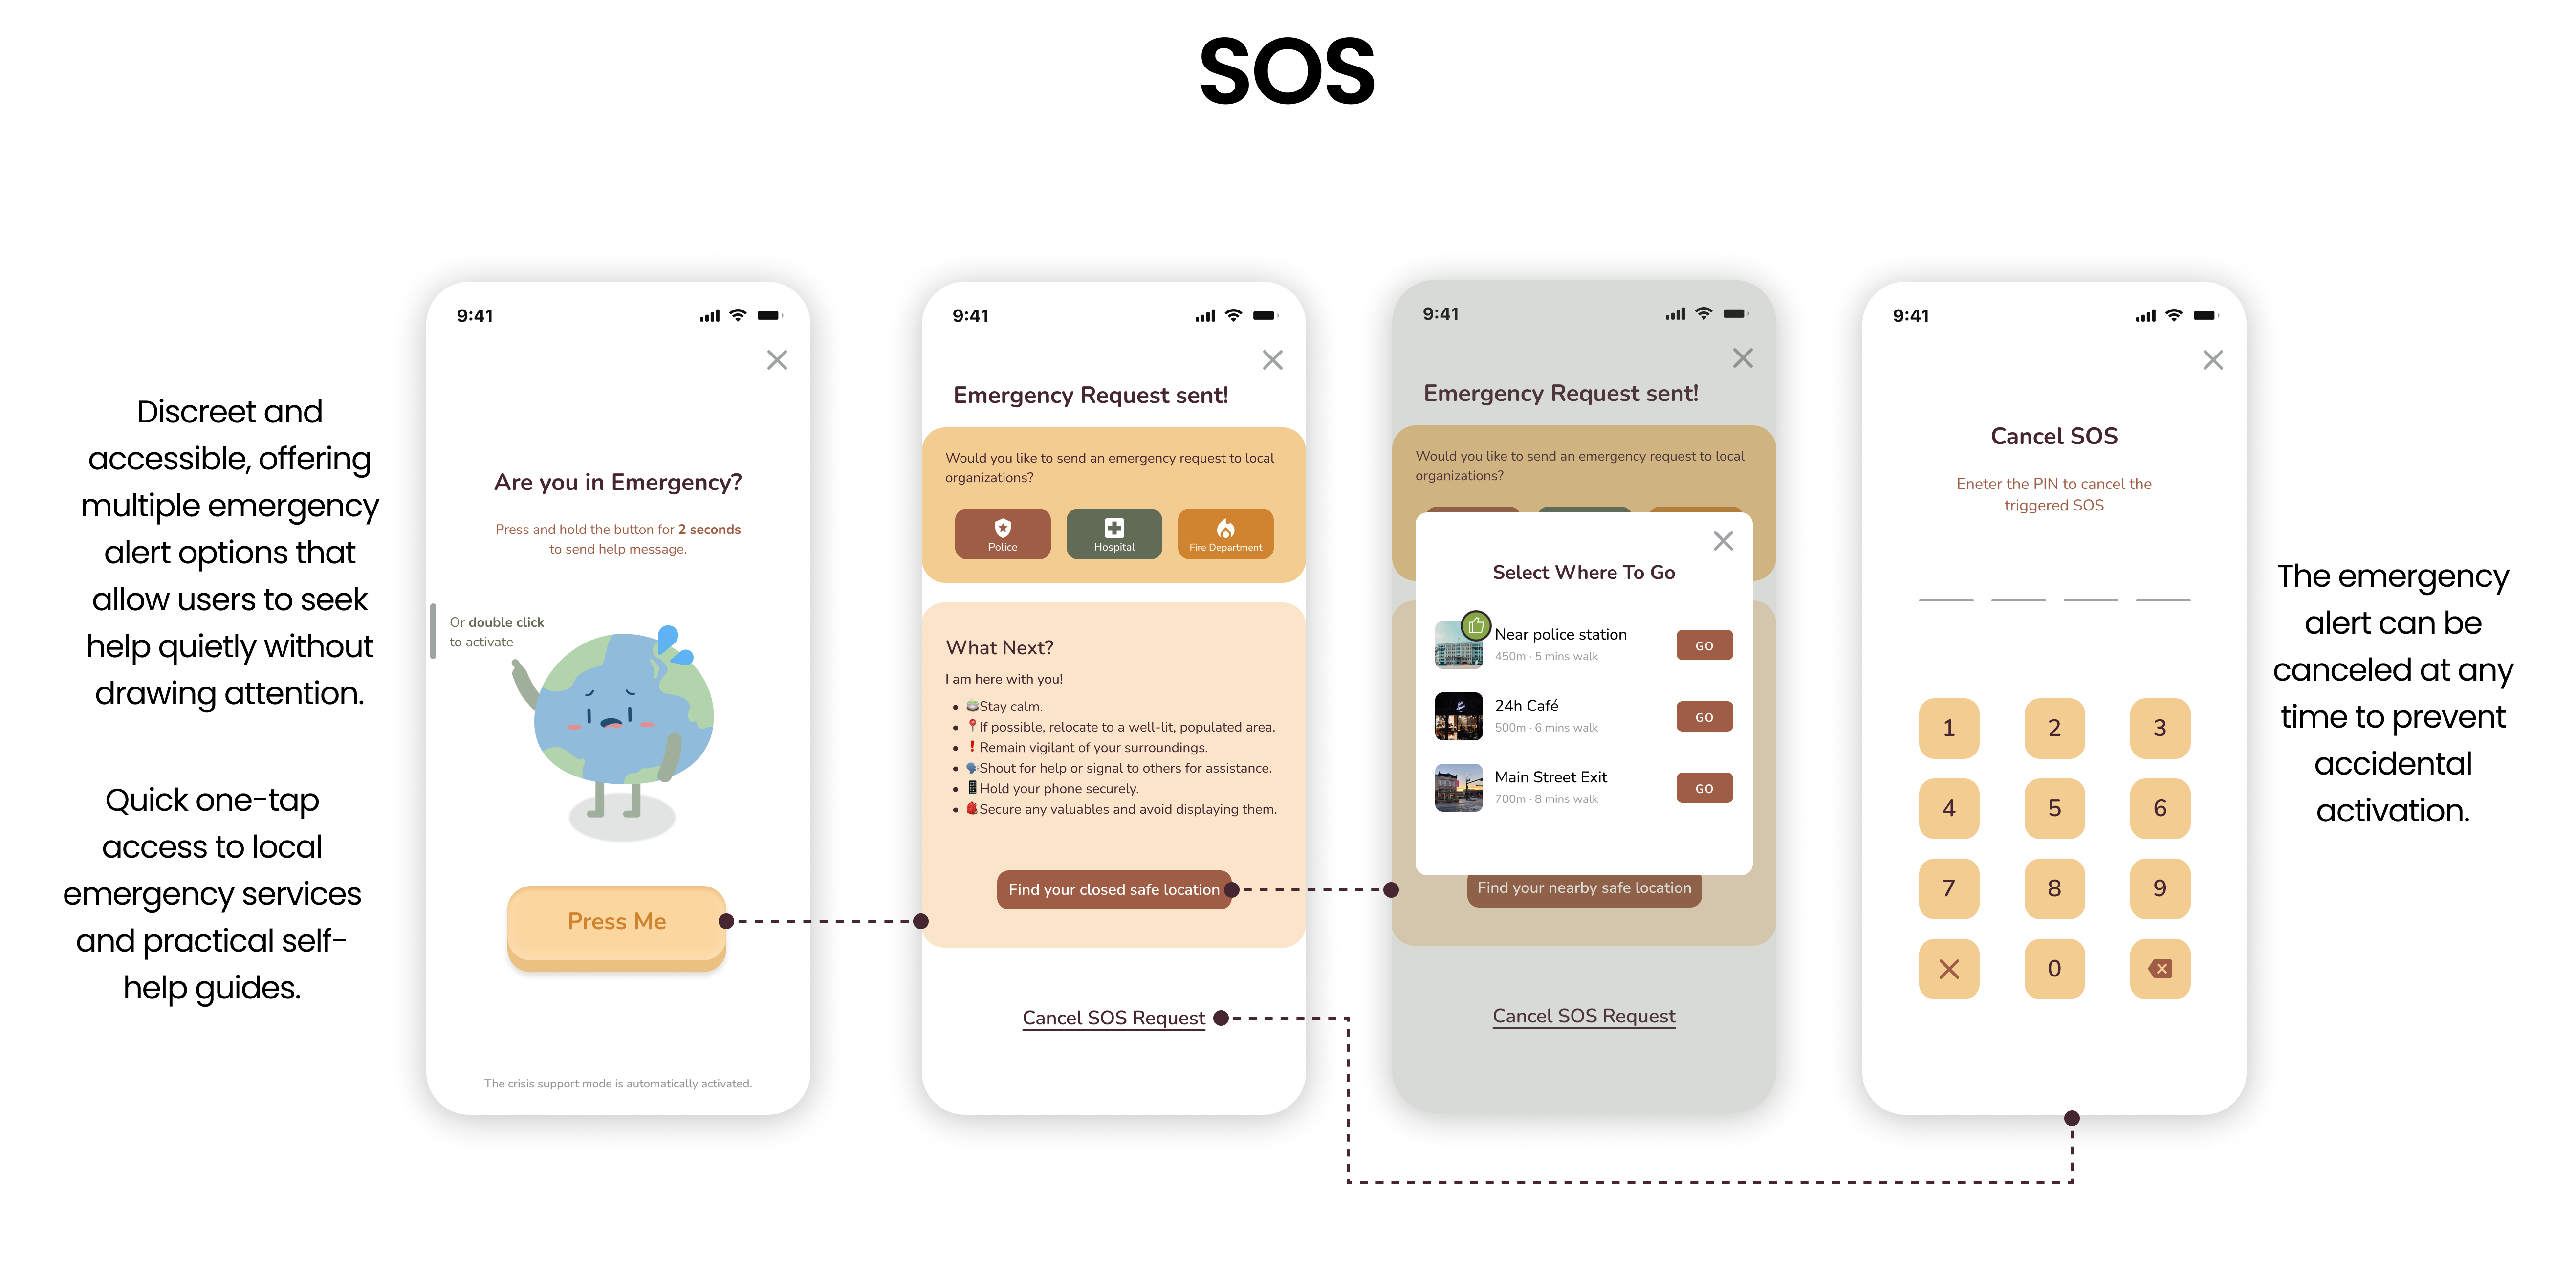 SOS
Discreet and
accessible, offering
multiple emergency
alert options that
allow users to seek
help quietly without
drawing attention.
Quick one-tap
access to local
emergency services
and practical self-
help guides.
9:41
Are you in Emergency?
Press and hold the button for 2 seconds
to send help message.
Or double click
to activate
Press Me
The crisis support mode is automatically activated.
9:41
Emergency Request sent!
Would you like to send an emergency request to local
organizations?
Police
Hospital
Fire Department
What Next?
I am here with you!
Stay calm.
If possible, relocate to a well-lit, populated area.
Remain vigilant of your surroundings.
Shout for help or signal to others for assistance.
Hold your phone securely.
Secure any valuables and avoid displaying them.
Find your closed safe location
Cancel SOS Request
9:41
Emergency Request sent!
Would you like to send an emergency request to local
organizations?
Select Where To Go
Near police station
450m · 5 mins walk
GO
24h Café
500m · 6 mins walk
GO
Main Street Exit
700m · 8 mins walk
GO
Find your nearby safe location
Cancel SOS Request
9:41
Cancel SOS
Eneter the PIN to cancel the
triggered SOS
1 2 3
4 5 6
7 8 9
0
The emergency
alert can be
canceled at any
time to prevent
accidental
activation.